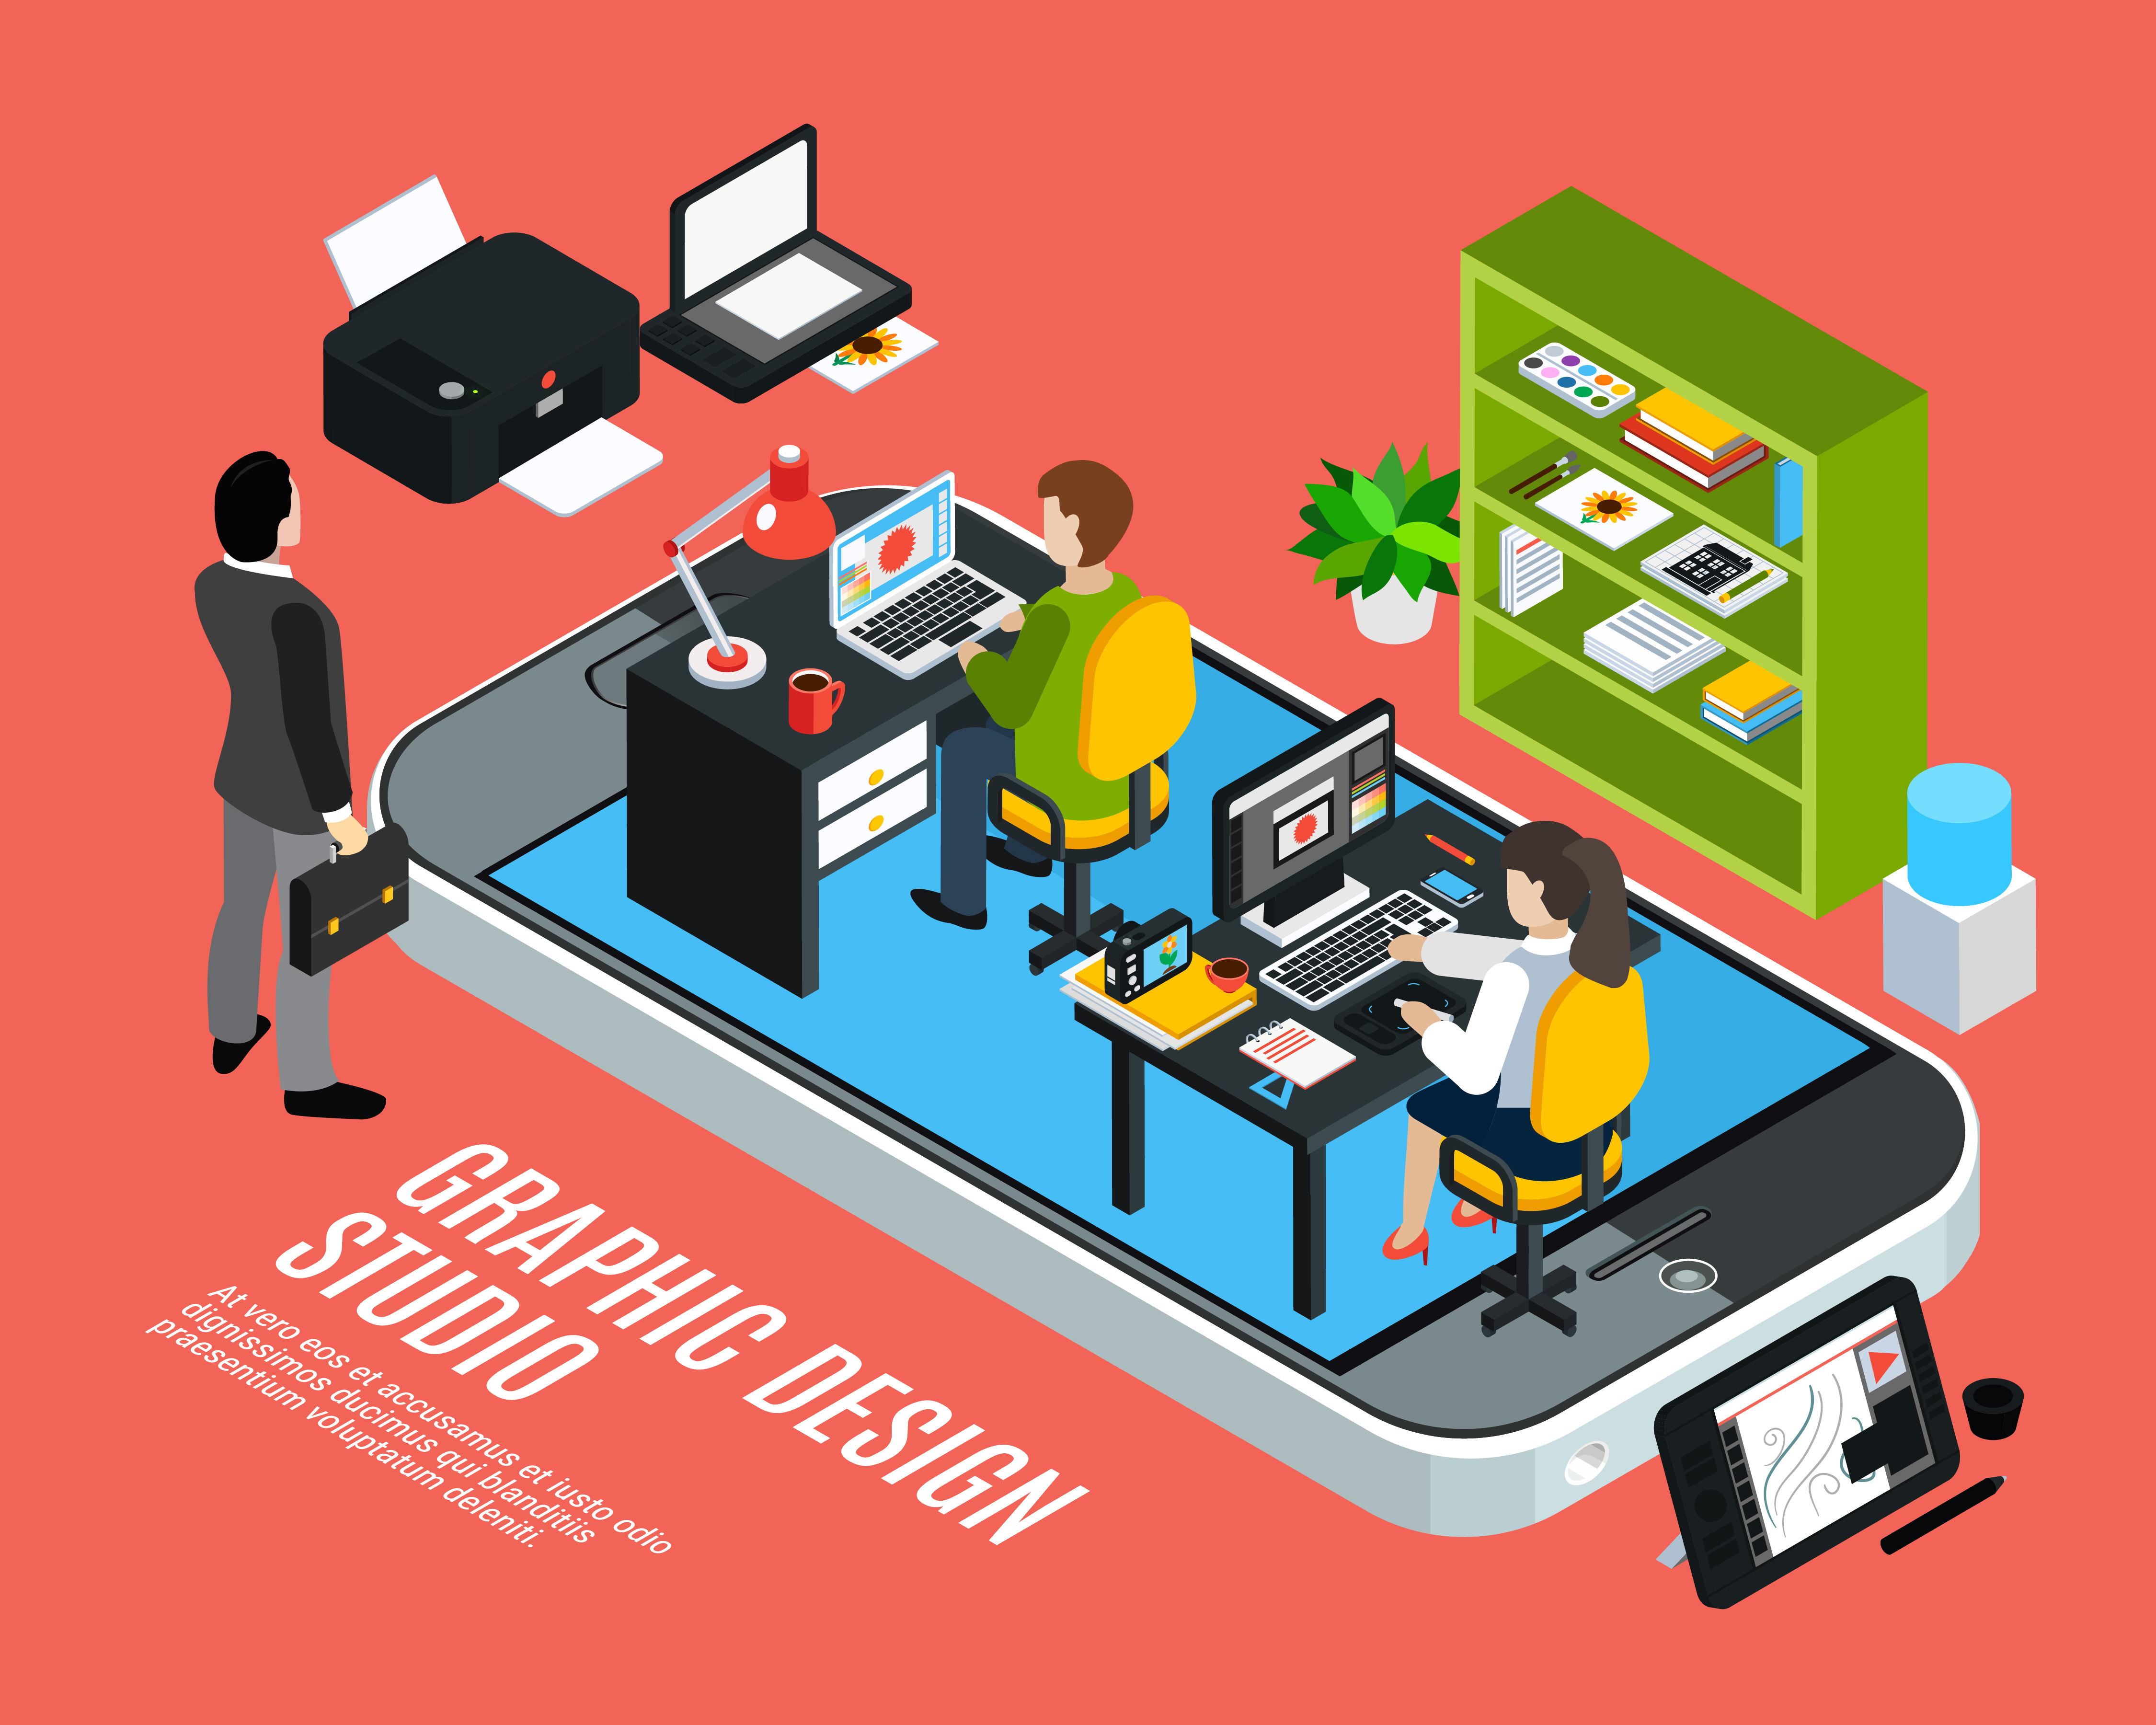 GRAPHIC DESIGN
STUDIO
At vero eos et accusamus et iusto odio
dignissimos ducimus qui blanditiis
praesentium voluptatum deleniti.